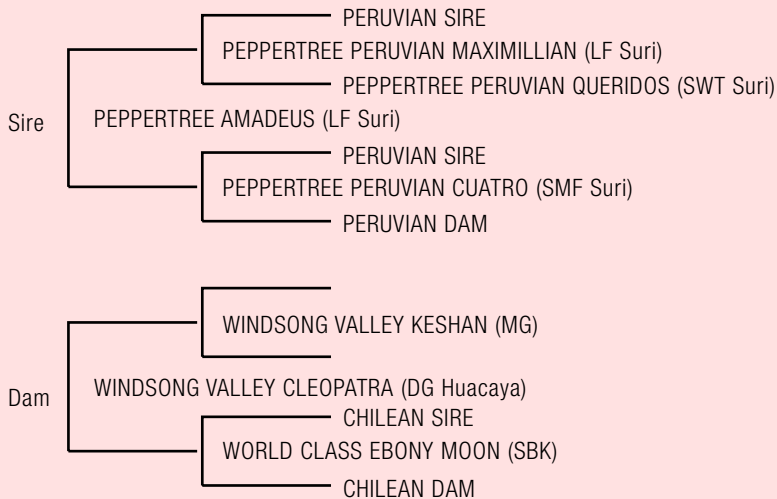 PERUVIAN SIRE
PEPPERTREE PERUVIAN MAXIMILLIAN (LF Suri)
PEPPERTREE PERUVIAN QUERIDOS (SWT Suri)
Sire PEPPERTREE AMADEUS (LF Suri)
PERUVIAN SIRE
PEPPERTREE PERUVIAN CUATRO (SMF Suri)
PERUVIAN DAM
WINDSONG VALLEY KESHAN (MG)
Dam WINDSONG VALLEY CLEOPATRA (DG Huacaya)
CHILEAN SIRE
WORLD CLASS EBONY MOON (SBK)
CHILEAN DAM